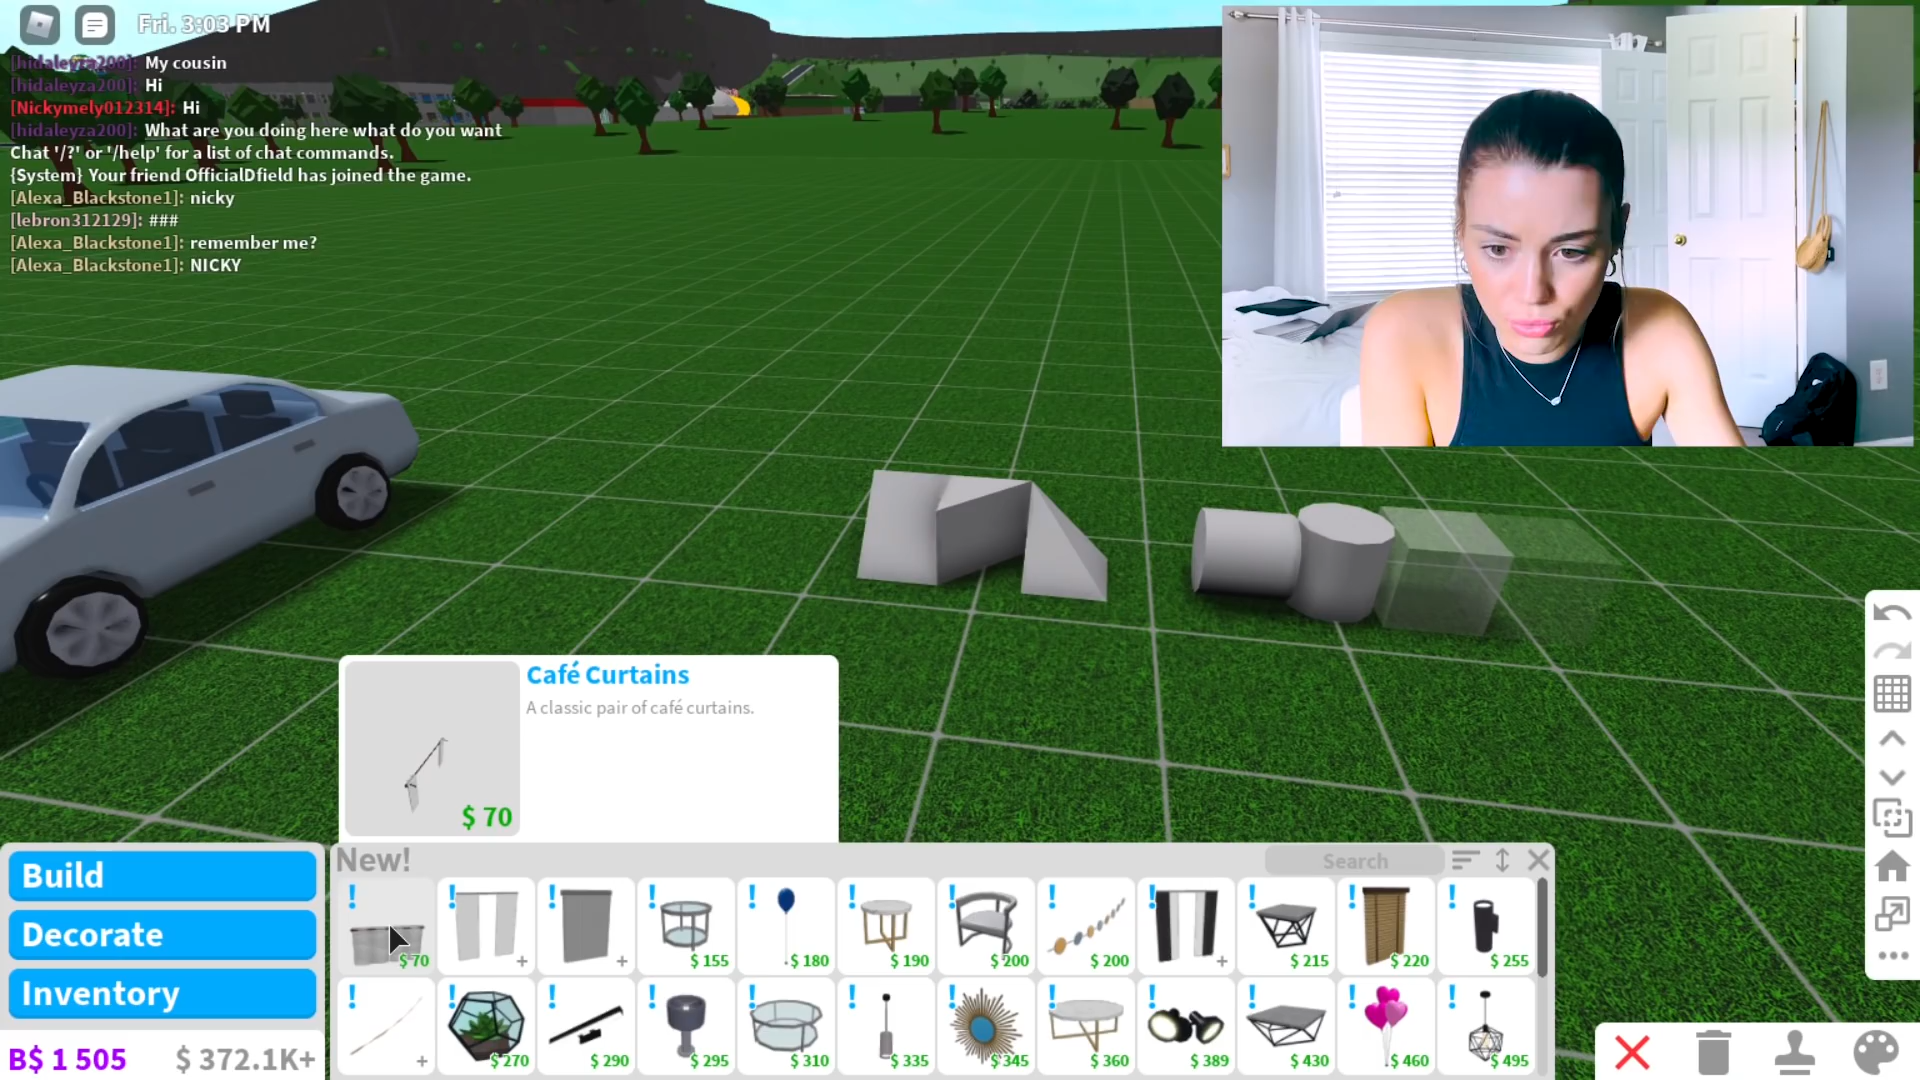 Fri. 3:03 PM
[hidaleyza200]: My cousin
[hidaleyza200]: Hi
[Nickymely012314]: Hi
[hidaleyza200]: What are you doing here what do you want
Chat '/?' or '/help' for a list of chat commands.
{System} Your friend OfficialDfield has joined the game.
[Alexa_Blackstone1]: nicky
[lebron312129]: ###
[Alexa_Blackstone1]: remember me?
[Alexa_Blackstone1]: NICKY
Café Curtains
A classic pair of café curtains.
$ 70
Build
Decorate
Inventory
B$ 1 505
$ 372.1K+
New!
Search
! $ 70
! +
! +
! $ 155
! $ 180
! $ 190
! $ 200
! $ 200
! +
! $ 215
! $ 220
! $ 255
! +
! $ 270
! $ 290
! $ 295
! $ 310
! $ 335
! $ 345
! $ 360
! $ 389
! $ 430
! $ 460
! $ 495